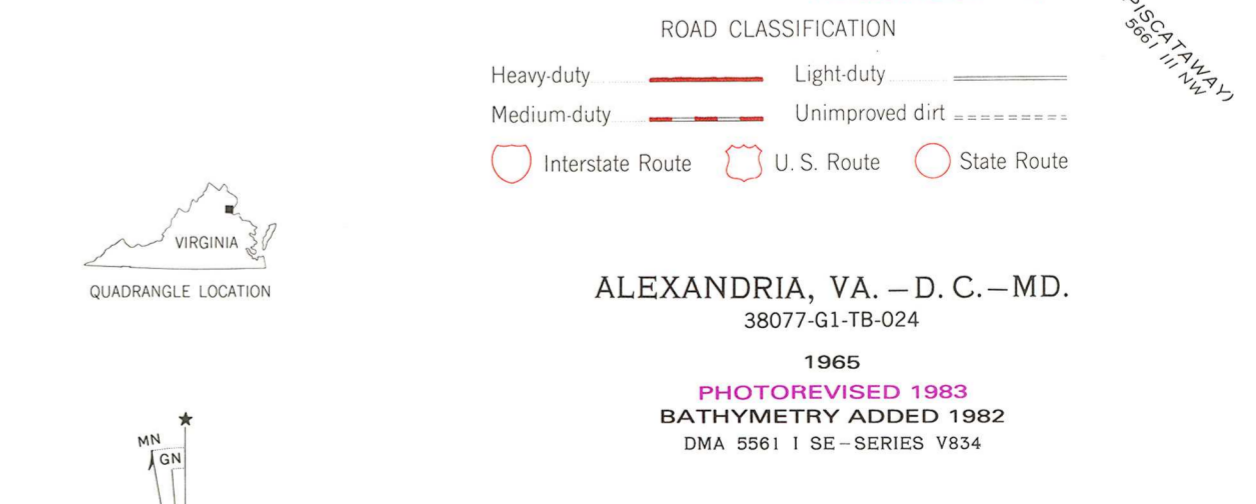 PISCATAWAY)
5661 III NW
ROAD CLASSIFICATION
Heavy-duty Light-duty
Medium-duty Unimproved dirt
Interstate Route U. S. Route State Route
VIRGINIA
QUADRANGLE LOCATION
ALEXANDRIA, VA. – D. C. – MD.
38077-G1-TB-024
1965
PHOTOREVISED 1983
BATHYMETRY ADDED 1982
DMA 5561 I SE–SERIES V834
MN
GN